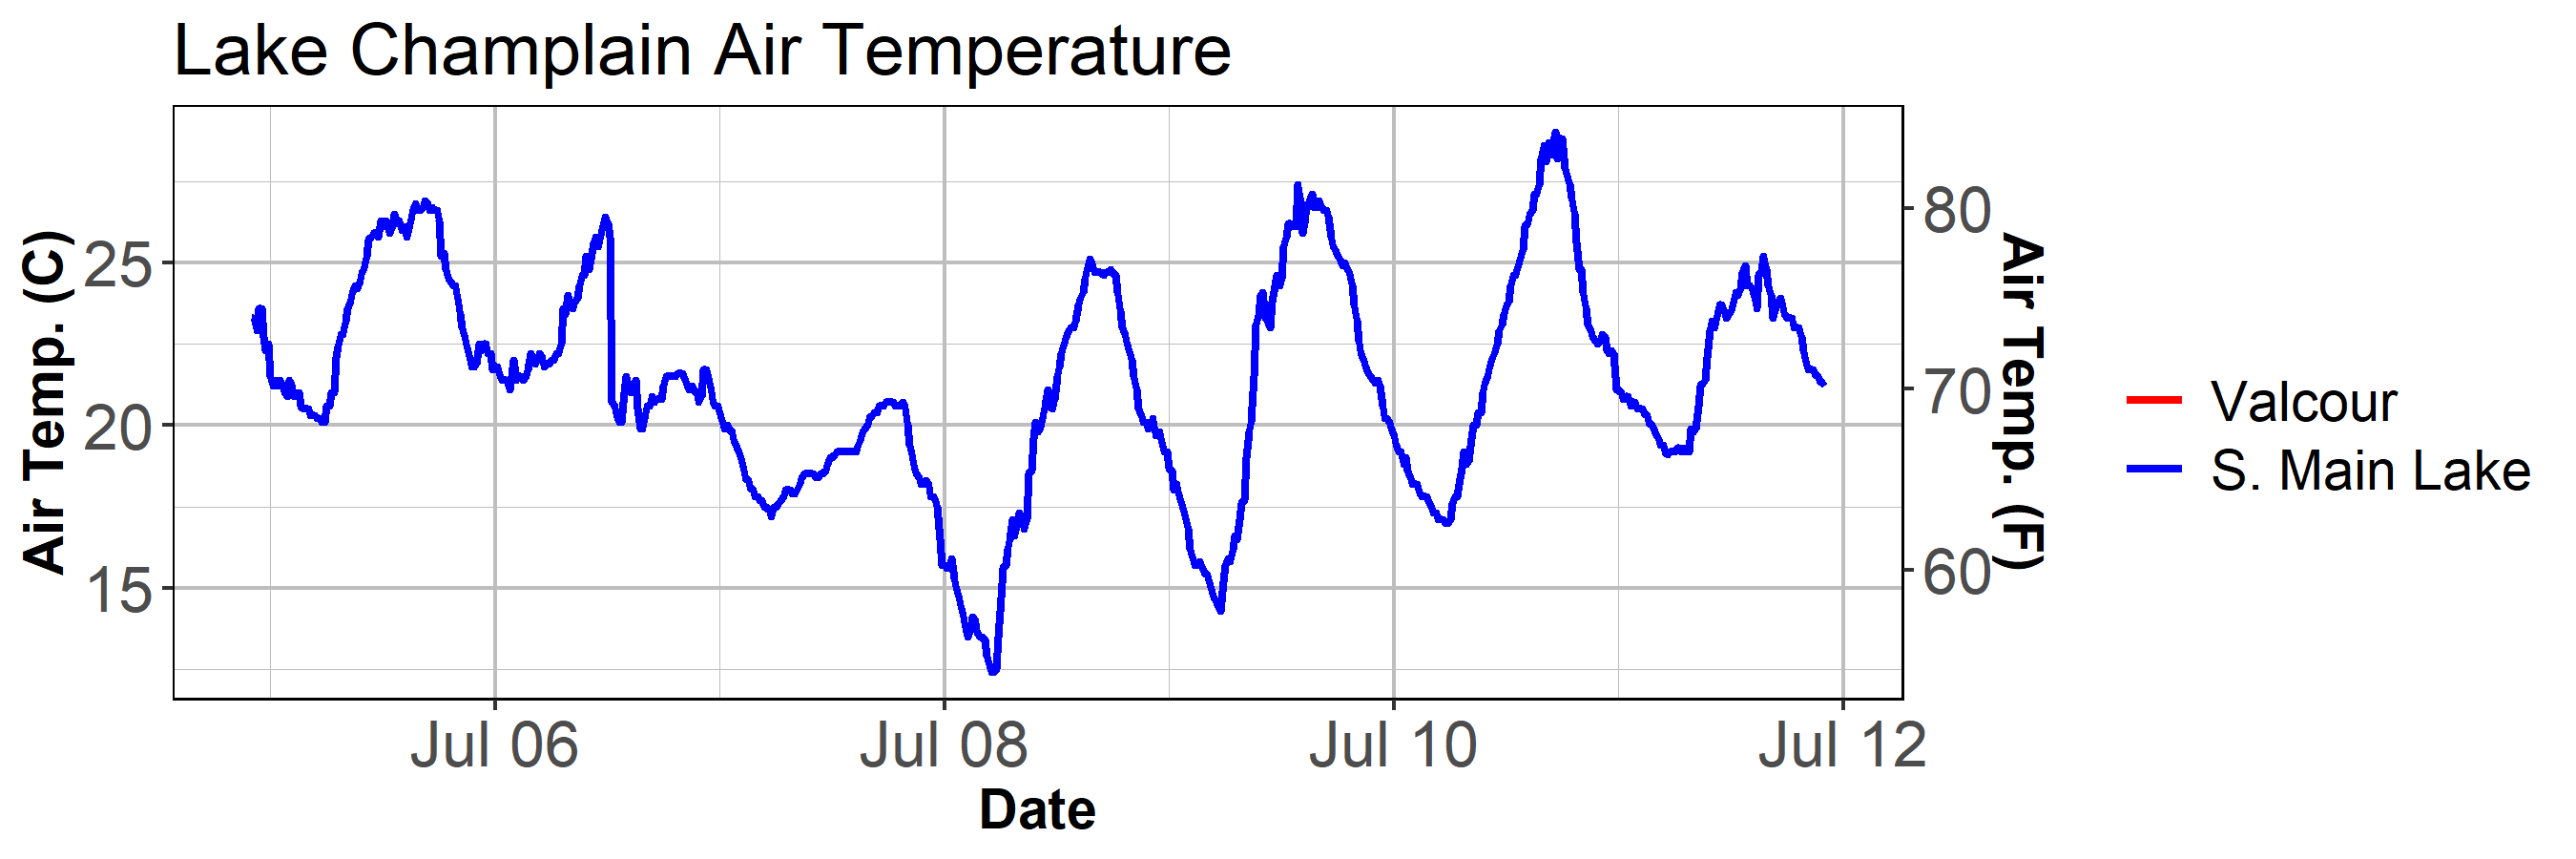 Lake Champlain Air Temperature
Air Temp. (C)
25
20
15
80
70
60
Air Temp. (F)
Jul 06
Jul 08
Jul 10
Jul 12
Date
Valcour
S. Main Lake